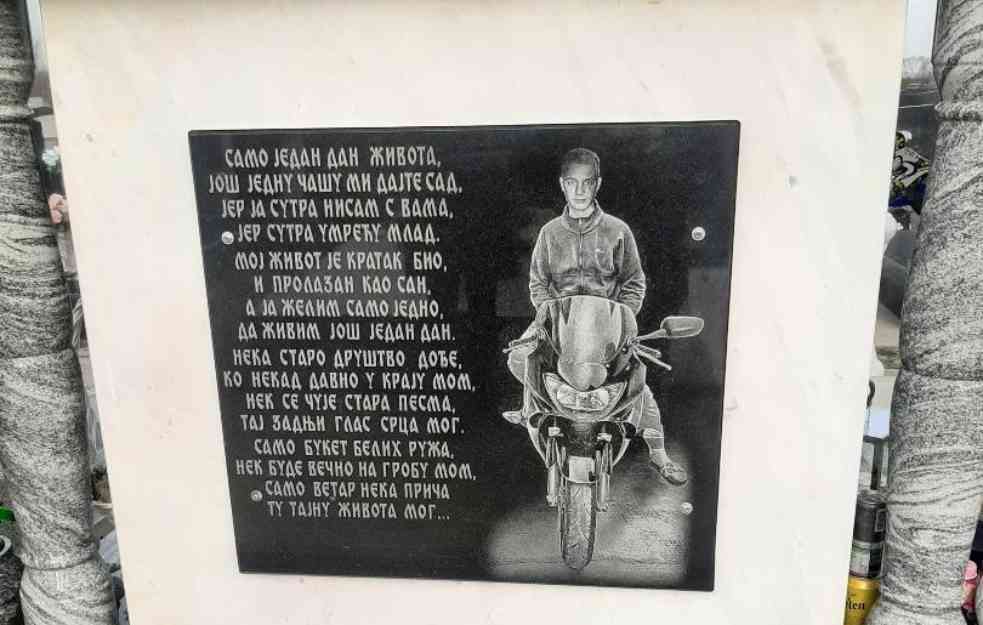 САМО ЈЕДАН ДАН ЖИВОТА,
ЈОШ ЈЕДНУ ЧАШУ МИ ДАЈТЕ САД,
ЈЕР ЈА СУТРА НИСАМ С ВАМА,
ЈЕР СУТРА УМРЕЋУ МЛАД.
МОЈ ЖИВОТ ЈЕ КРАТАК БИО,
И ПРОЛАЗАН КАО САН,
А ЈА ЖЕЛИМ САМО ЈЕДНО,
ДА ЖИВИМ ЈОШ ЈЕДАН ДАН.
НЕКА СТАРО ДРУШТВО ДОЂЕ,
КО НЕКАД ДАВНО У КРАЈУ МОМ,
НЕК СЕ ЧУЈЕ СТАРА ПЕСМА,
ТАЈ ЗАДЊИ ГЛАС СРЦА МОГ.
САМО БУКЕТ БЕЛИХ РУЖА,
НЕК БУДЕ ВЕЧНО НА ГРОБУ МОМ,
САМО ВЕТАР НЕКА ПРИЧА
ТУ ТАЈНУ ЖИВОТА МОГ...